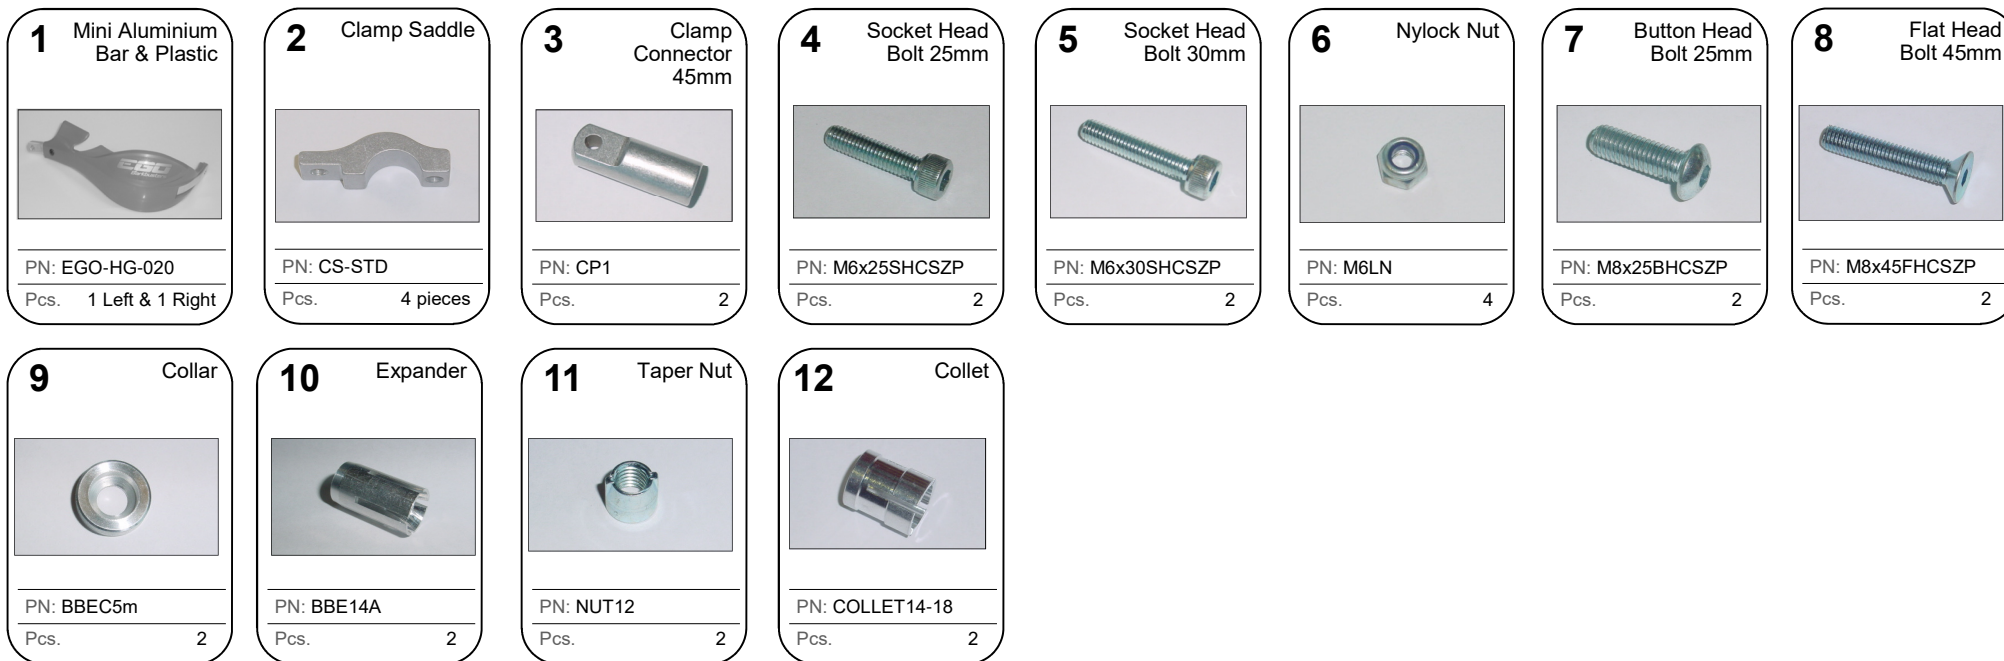 1
Mini Aluminium
Bar & Plastic
EGO
PN: EGO-HG-020
Pcs. 1 Left & 1 Right
2
Clamp Saddle
PN: CS-STD
Pcs. 4 pieces
3
Clamp
Connector
45mm
PN: CP1
Pcs. 2
4
Socket Head
Bolt 25mm
PN: M6x25SHCSZP
Pcs. 2
5
Socket Head
Bolt 30mm
PN: M6x30SHCSZP
Pcs. 2
6
Nylock Nut
PN: M6LN
Pcs. 4
7
Button Head
Bolt 25mm
PN: M8x25BHCSZP
Pcs. 2
8
Flat Head
Bolt 45mm
PN: M8x45FHCSZP
Pcs. 2
9
Collar
PN: BBEC5m
Pcs. 2
10
Expander
PN: BBE14A
Pcs. 2
11
Taper Nut
PN: NUT12
Pcs. 2
12
Collet
PN: COLLET14-18
Pcs. 2